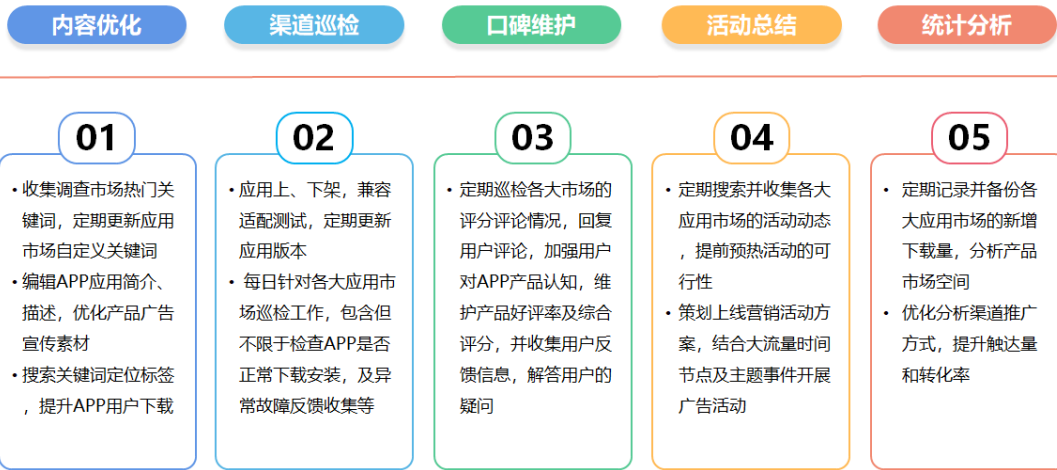 内容优化
渠道巡检
口碑维护
活动总结
统计分析
01
• 收集调查市场热门关
键词，定期更新应用
市场自定义关键词
• 编辑APP应用简介、
描述，优化产品广告
宣传素材
• 搜索关键词定位标签
，提升APP用户下载
02
• 应用上、下架，兼容
适配测试，定期更新
应用版本
• 每日针对各大应用市
场巡检工作，包含但
不限于检查APP是否
正常下载安装，及异
常故障反馈收集等
03
• 定期巡检各大市场的
评分评论情况，回复
用户评论，加强用户
对APP产品认知，维
护产品好评率及综合
评分，并收集用户反
馈信息，解答用户的
疑问
04
• 定期搜索并收集各大
应用市场的活动动态
，提前预热活动的可
行性
• 策划上线营销活动方
案，结合大流量时间
节点及主题事件开展
广告活动
05
• 定期记录并备份各
大应用市场的新增
下载量，分析产品
市场空间
• 优化分析渠道推广
方式，提升触达量
和转化率